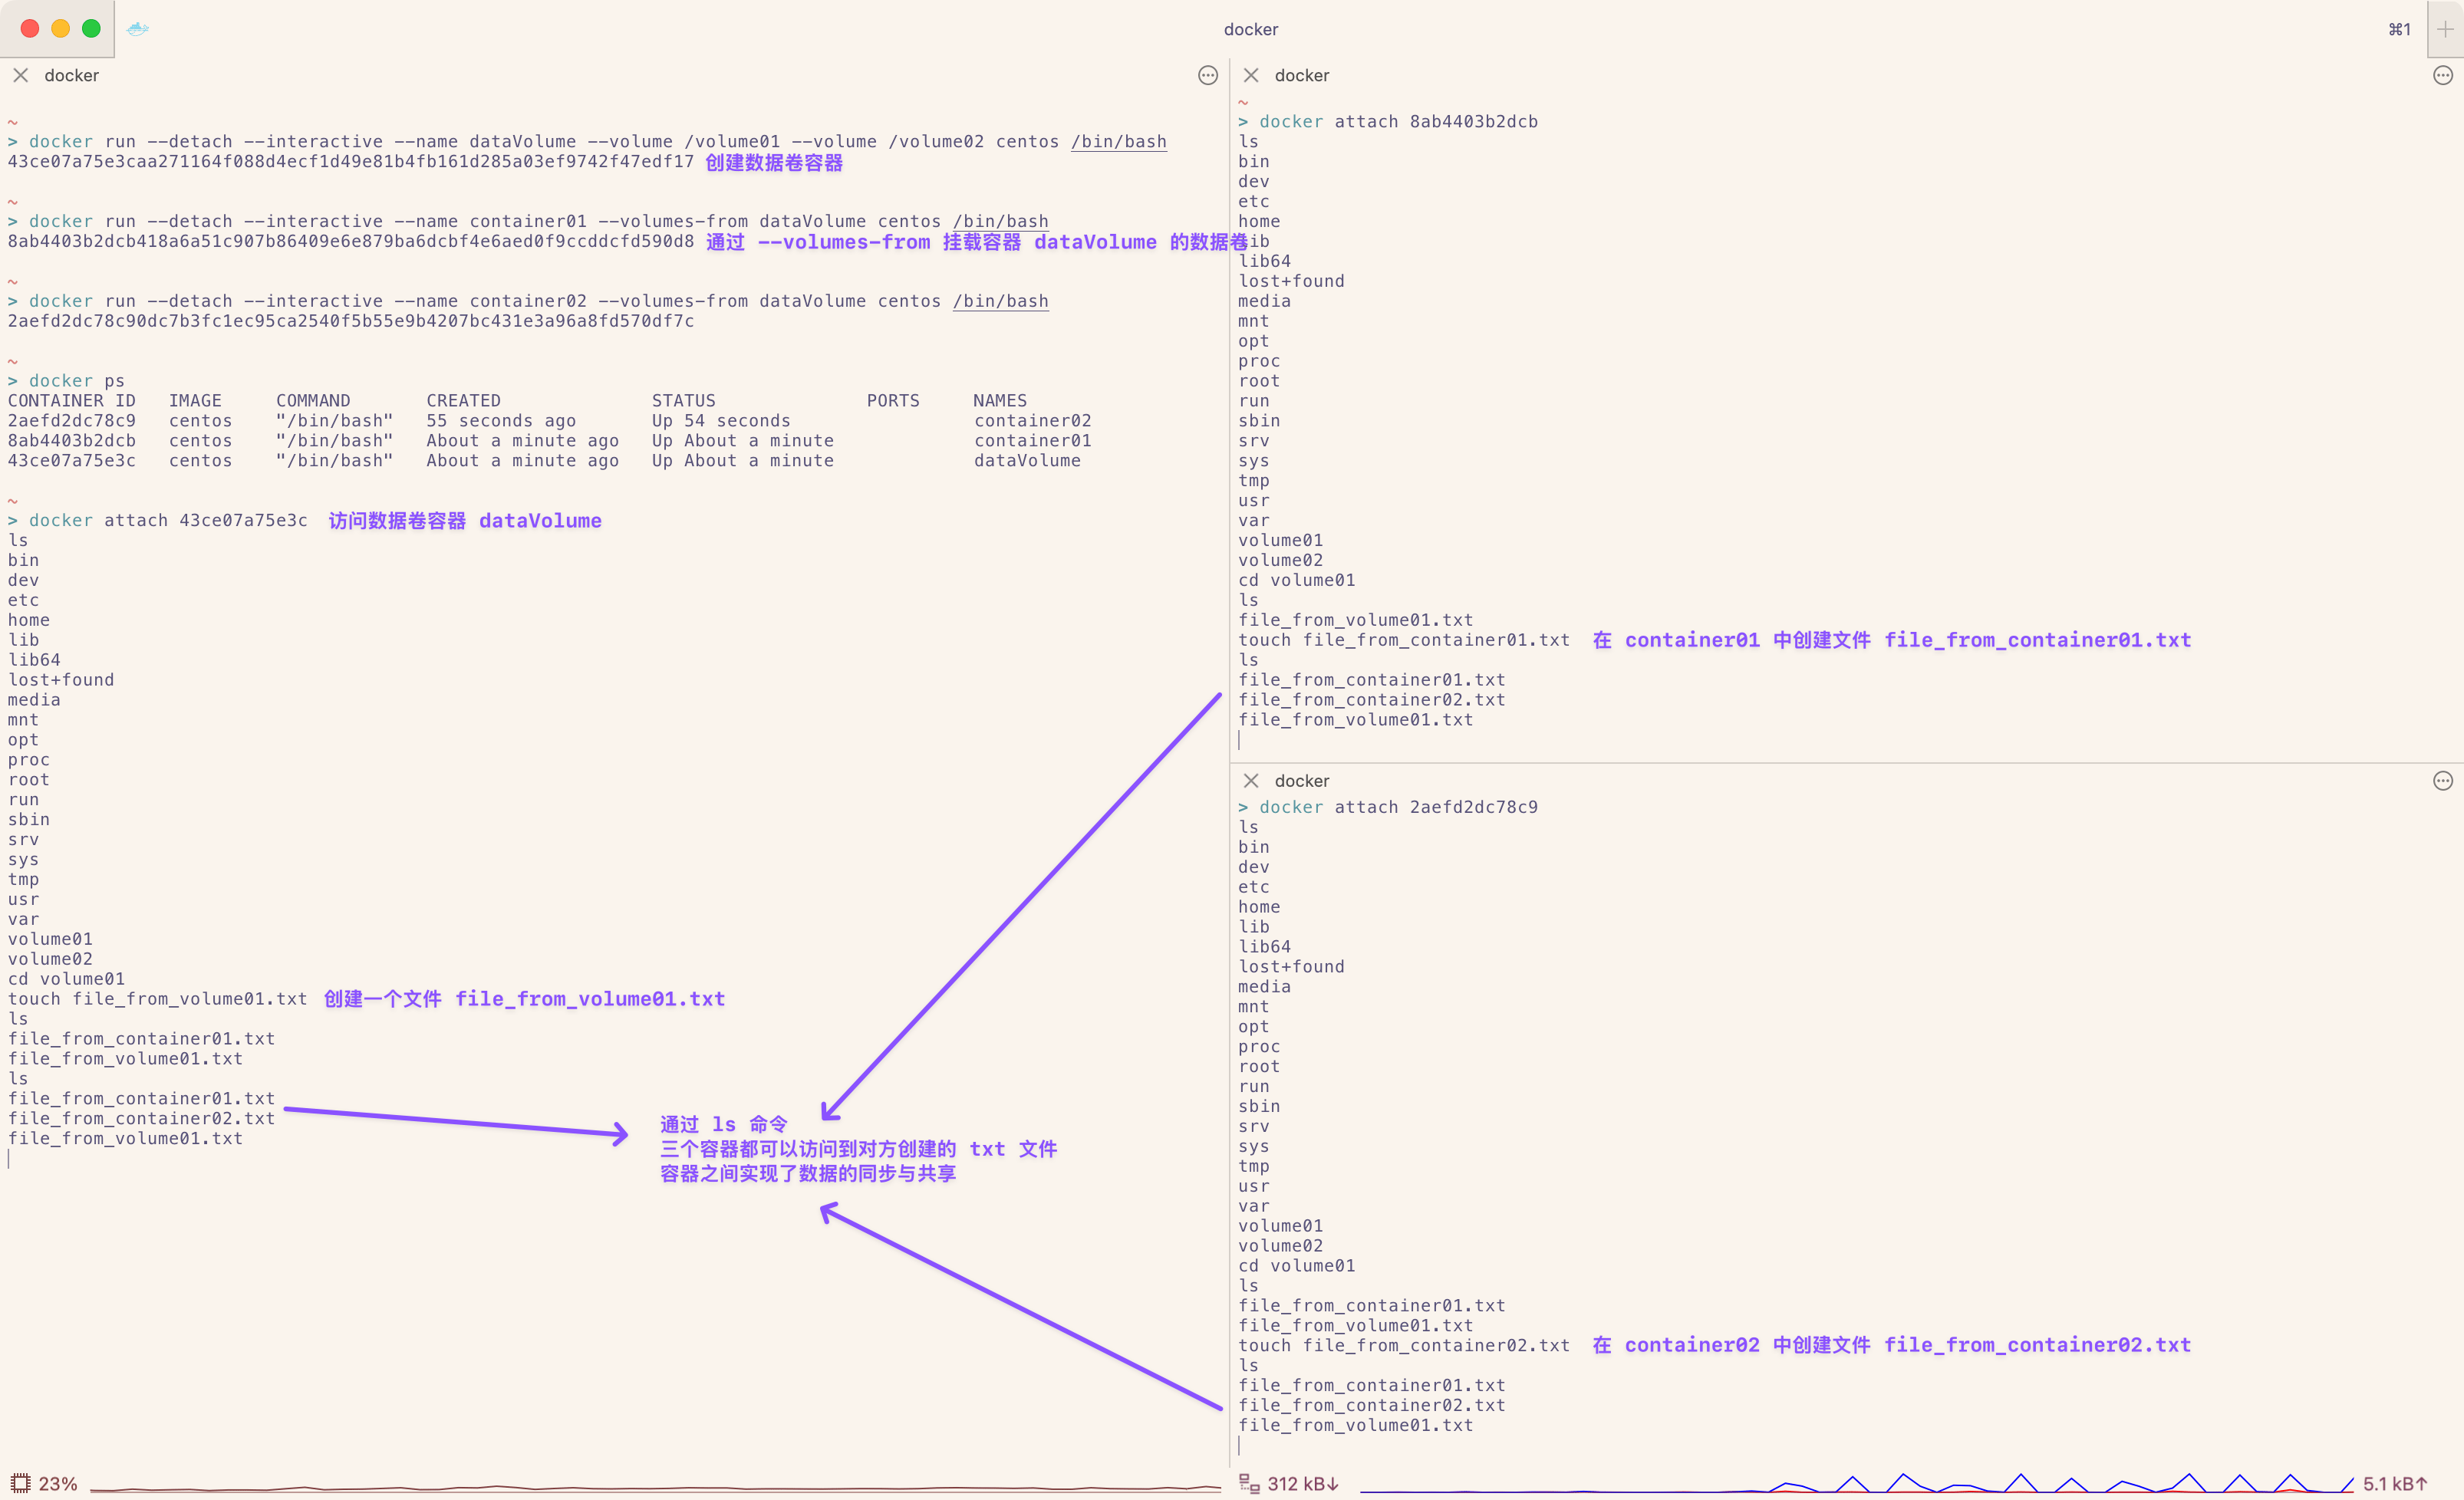 docker
⌘1
docker
~
> docker run --detach --interactive --name dataVolume --volume /volume01 --volume /volume02 centos /bin/bash
43ce07a75e3caa271164f088d4ecf1d49e81b4fb161d285a03ef9742f47edf17 创建数据卷容器
~
> docker run --detach --interactive --name container01 --volumes-from dataVolume centos /bin/bash
8ab4403b2dcb418a6a51c907b86409e6e879ba6dcbf4e6aed0f9ccddcfd590d8 通过 --volumes-from 挂载容器 dataVolume 的数据卷
~
> docker run --detach --interactive --name container02 --volumes-from dataVolume centos /bin/bash
2aefd2dc78c90dc7b3fc1ec95ca2540f5b55e9b4207bc431e3a96a8fd570df7c
~
> docker ps
CONTAINER ID   IMAGE     COMMAND       CREATED              STATUS              PORTS     NAMES
2aefd2dc78c9   centos    "/bin/bash"   55 seconds ago       Up 54 seconds                 container02
8ab4403b2dcb   centos    "/bin/bash"   About a minute ago   Up About a minute             container01
43ce07a75e3c   centos    "/bin/bash"   About a minute ago   Up About a minute             dataVolume
~
> docker attach 43ce07a75e3c 访问数据卷容器 dataVolume
ls
bin
dev
etc
home
lib
lib64
lost+found
media
mnt
opt
proc
root
run
sbin
srv
sys
tmp
usr
var
volume01
volume02
cd volume01
touch file_from_volume01.txt 创建一个文件 file_from_volume01.txt
ls
file_from_container01.txt
file_from_volume01.txt
ls
file_from_container01.txt
file_from_container02.txt
file_from_volume01.txt
通过 ls 命令
三个容器都可以访问到对方创建的 txt 文件
容器之间实现了数据的同步与共享
docker
~
> docker attach 8ab4403b2dcb
ls
bin
dev
etc
home
lib
lib64
lost+found
media
mnt
opt
proc
root
run
sbin
srv
sys
tmp
usr
var
volume01
volume02
cd volume01
ls
file_from_volume01.txt
touch file_from_container01.txt 在 container01 中创建文件 file_from_container01.txt
ls
file_from_container01.txt
file_from_container02.txt
file_from_volume01.txt
docker
> docker attach 2aefd2dc78c9
ls
bin
dev
etc
home
lib
lib64
lost+found
media
mnt
opt
proc
root
run
sbin
srv
sys
tmp
usr
var
volume01
volume02
cd volume01
ls
file_from_container01.txt
file_from_volume01.txt
touch file_from_container02.txt 在 container02 中创建文件 file_from_container02.txt
ls
file_from_container01.txt
file_from_container02.txt
file_from_volume01.txt
23%
312 kB↓
5.1 kB↑